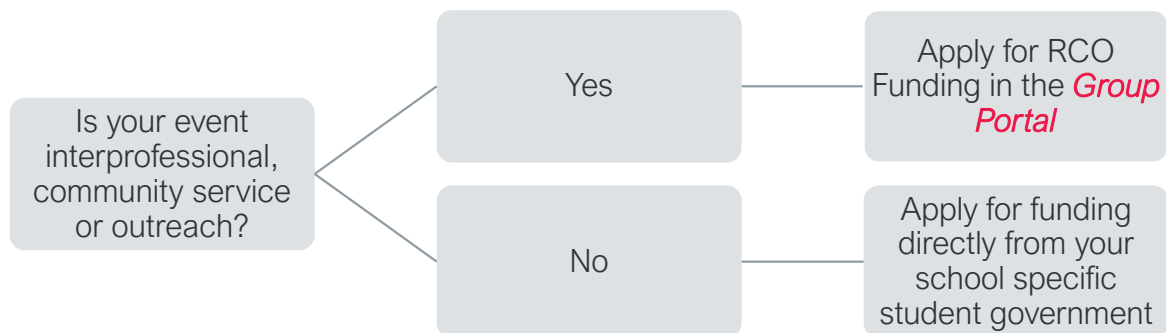 Is your event
interprofessional,
community service
or outreach?
Yes
Apply for RCO
Funding in the Group
Portal
No
Apply for funding
directly from your
school specific
student government